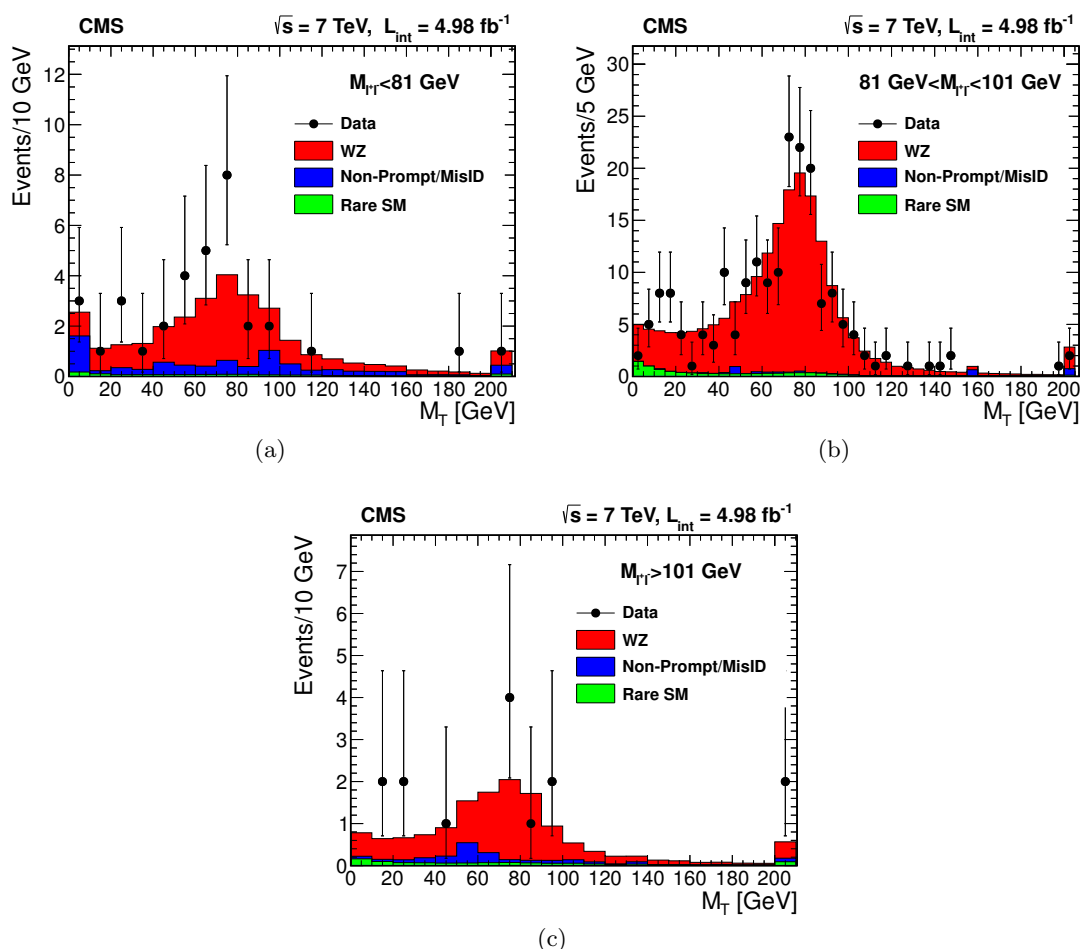 CMS
√s = 7 TeV, L_int = 4.98 fb⁻¹
Events/10 GeV
M_l⁺l⁻<81 GeV
Data
WZ
Non-Prompt/MisID
Rare SM
12
10
8
6
4
2
0
0 20 40 60 80 100 120 140 160 180 200
M_T [GeV]
(a)
CMS
√s = 7 TeV, L_int = 4.98 fb⁻¹
Events/5 GeV
81 GeV<M_l⁺l⁻<101 GeV
Data
WZ
Non-Prompt/MisID
Rare SM
30
25
20
15
10
5
0
0 20 40 60 80 100 120 140 160 180 200
M_T [GeV]
(b)
CMS
√s = 7 TeV, L_int = 4.98 fb⁻¹
Events/10 GeV
M_l⁺l⁻>101 GeV
Data
WZ
Non-Prompt/MisID
Rare SM
7
6
5
4
3
2
1
0
0 20 40 60 80 100 120 140 160 180 200
M_T [GeV]
(c)